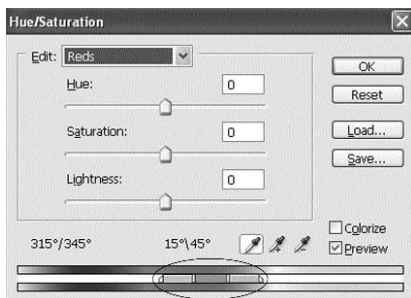 Hue/Saturation
Edit: Reds
OK
Hue: 0
Reset
Saturation: 0
Load...
Save...
Lightness: 0
Colorize
315°/345° 15°\45°
Preview